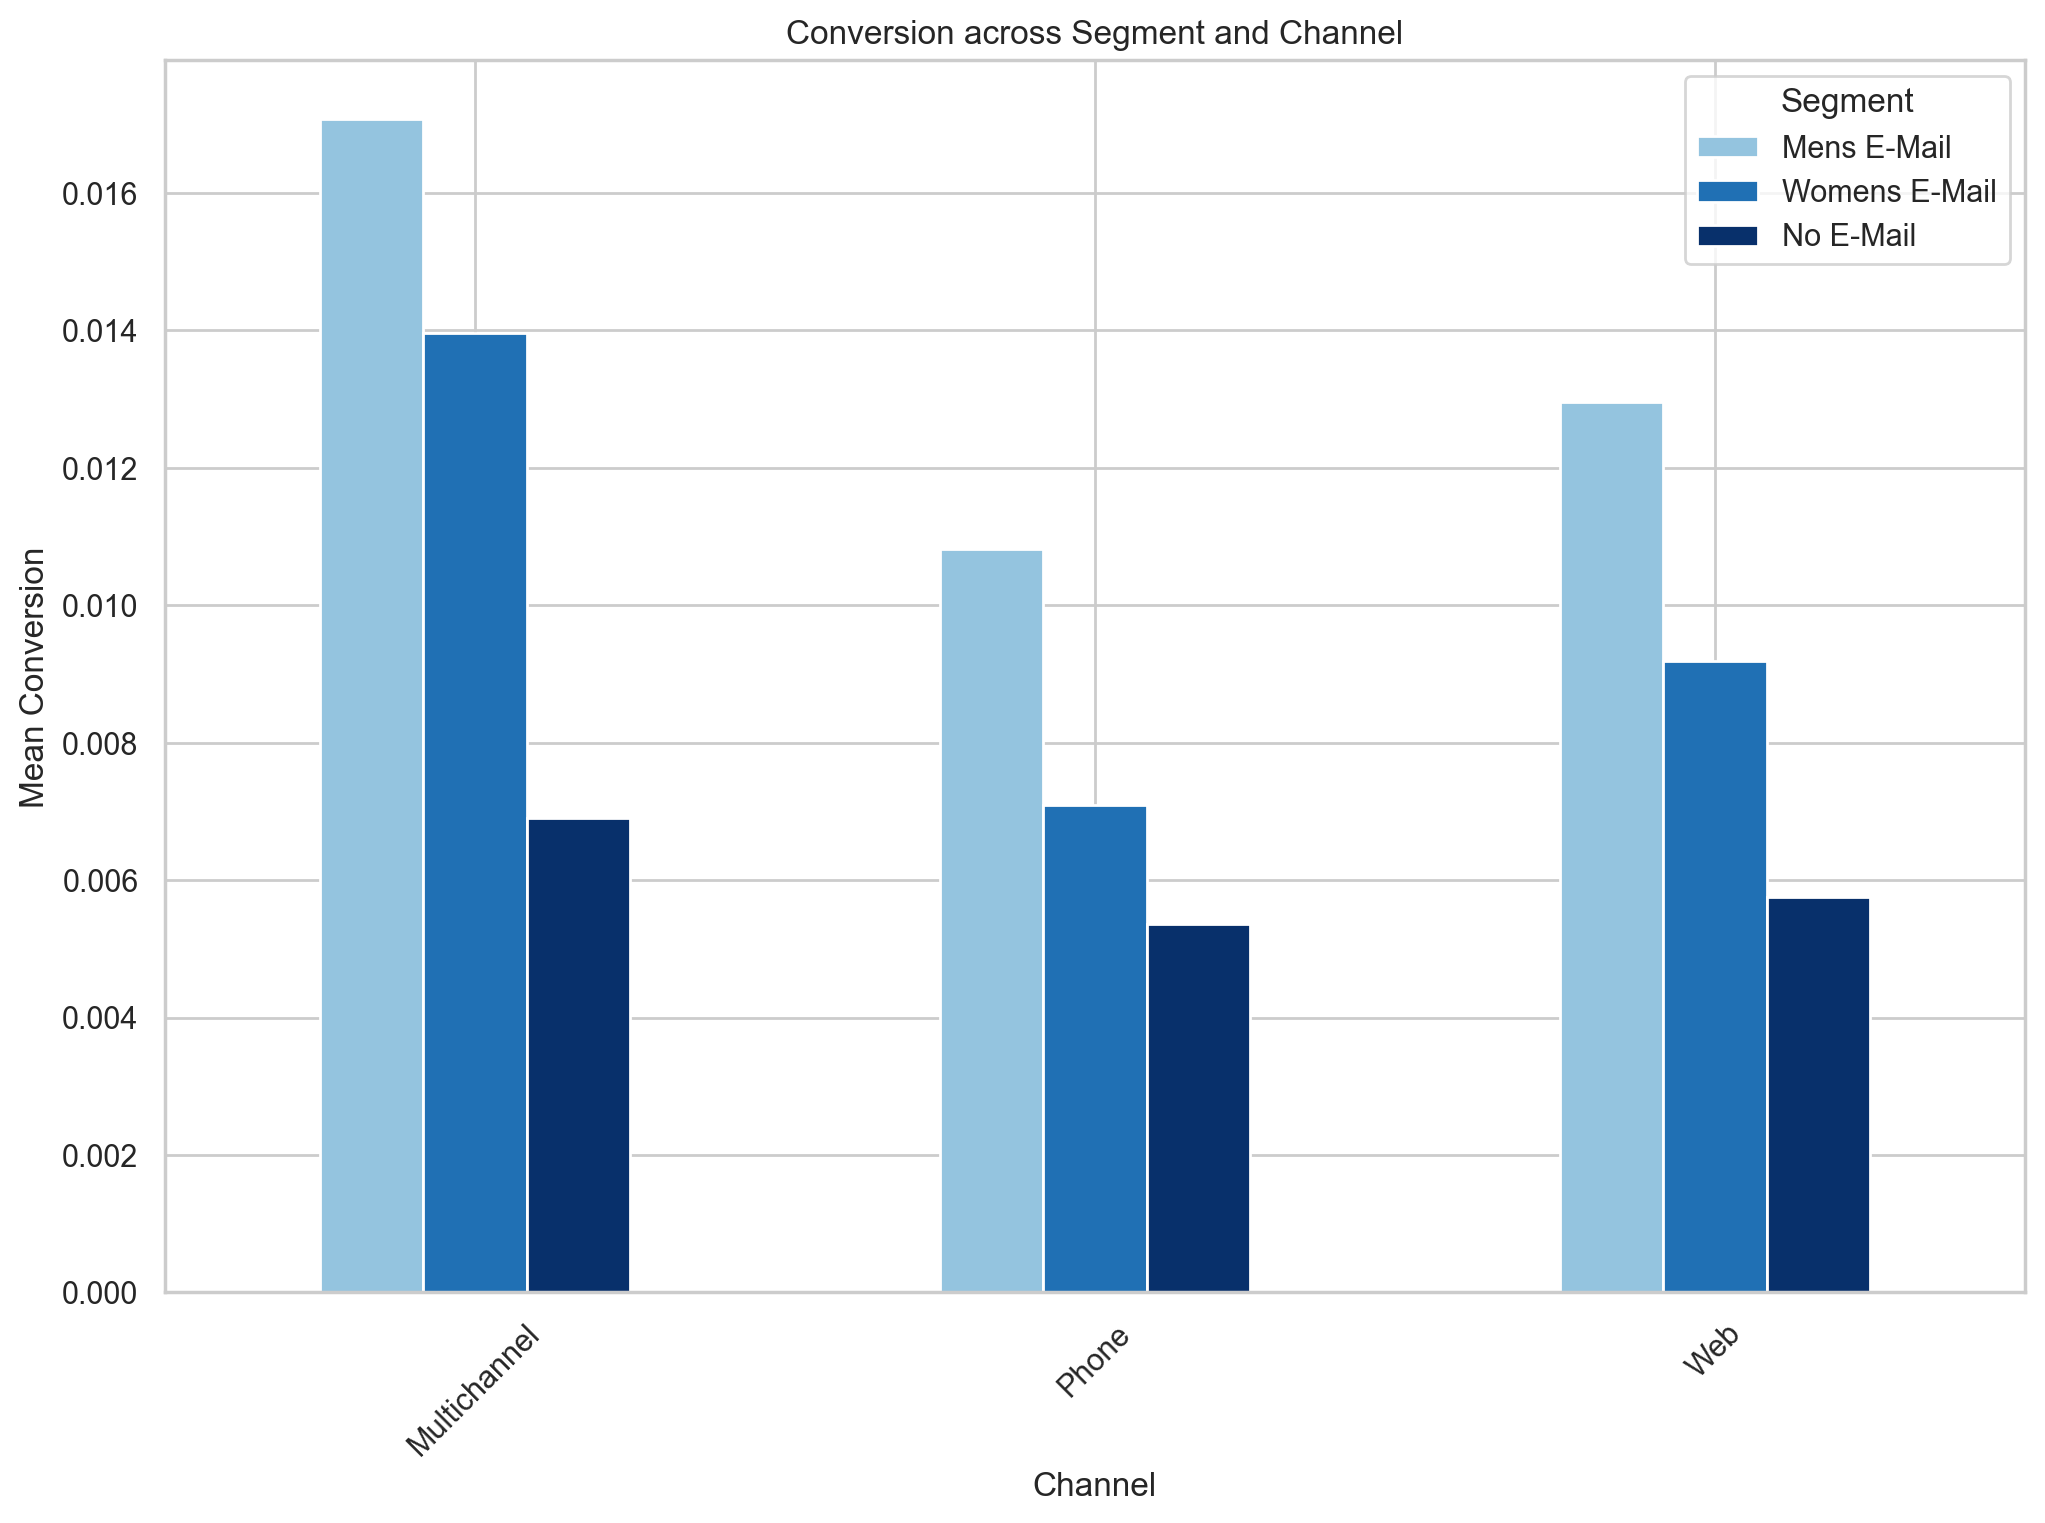 Conversion across Segment and Channel
Segment
Mens E-Mail
Womens E-Mail
No E-Mail
Mean Conversion
0.016
0.014
0.012
0.010
0.008
0.006
0.004
0.002
0.000
Multichannel
Phone
Web
Channel